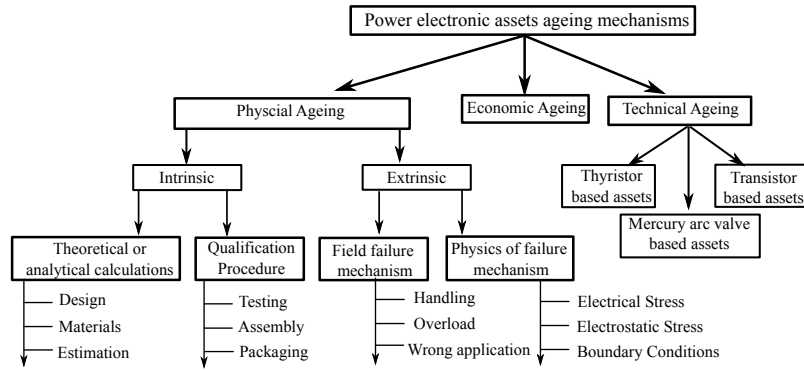 Power electronic assets ageing mechanisms
Physcial Ageing
Economic Ageing
Technical Ageing
Intrinsic
Extrinsic
Thyristor
based assets
Transistor
based assets
Mercury arc valve
based assets
Theoretical or
analytical calculations
Qualification
Procedure
Field failure
mechanism
Physics of failure
mechanism
Design
Materials
Estimation
Testing
Assembly
Packaging
Handling
Overload
Wrong application
Electrical Stress
Electrostatic Stress
Boundary Conditions